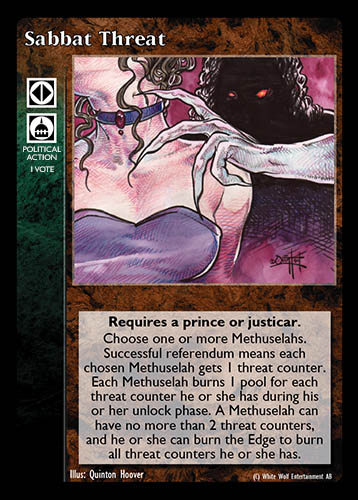 Sabbat Threat
POLITICAL
ACTION
1 VOTE
Requires a prince or justicar.
Choose one or more Methuselahs.
Successful referendum means each
chosen Methuselah gets 1 threat counter.
Each Methuselah burns 1 pool for each
threat counter he or she has during his
or her unlock phase. A Methuselah can
have no more than 2 threat counters,
and he or she can burn the Edge to burn
all threat counters he or she has.
Illus: Quinton Hoover
(C) White Wolf Entertainment AB